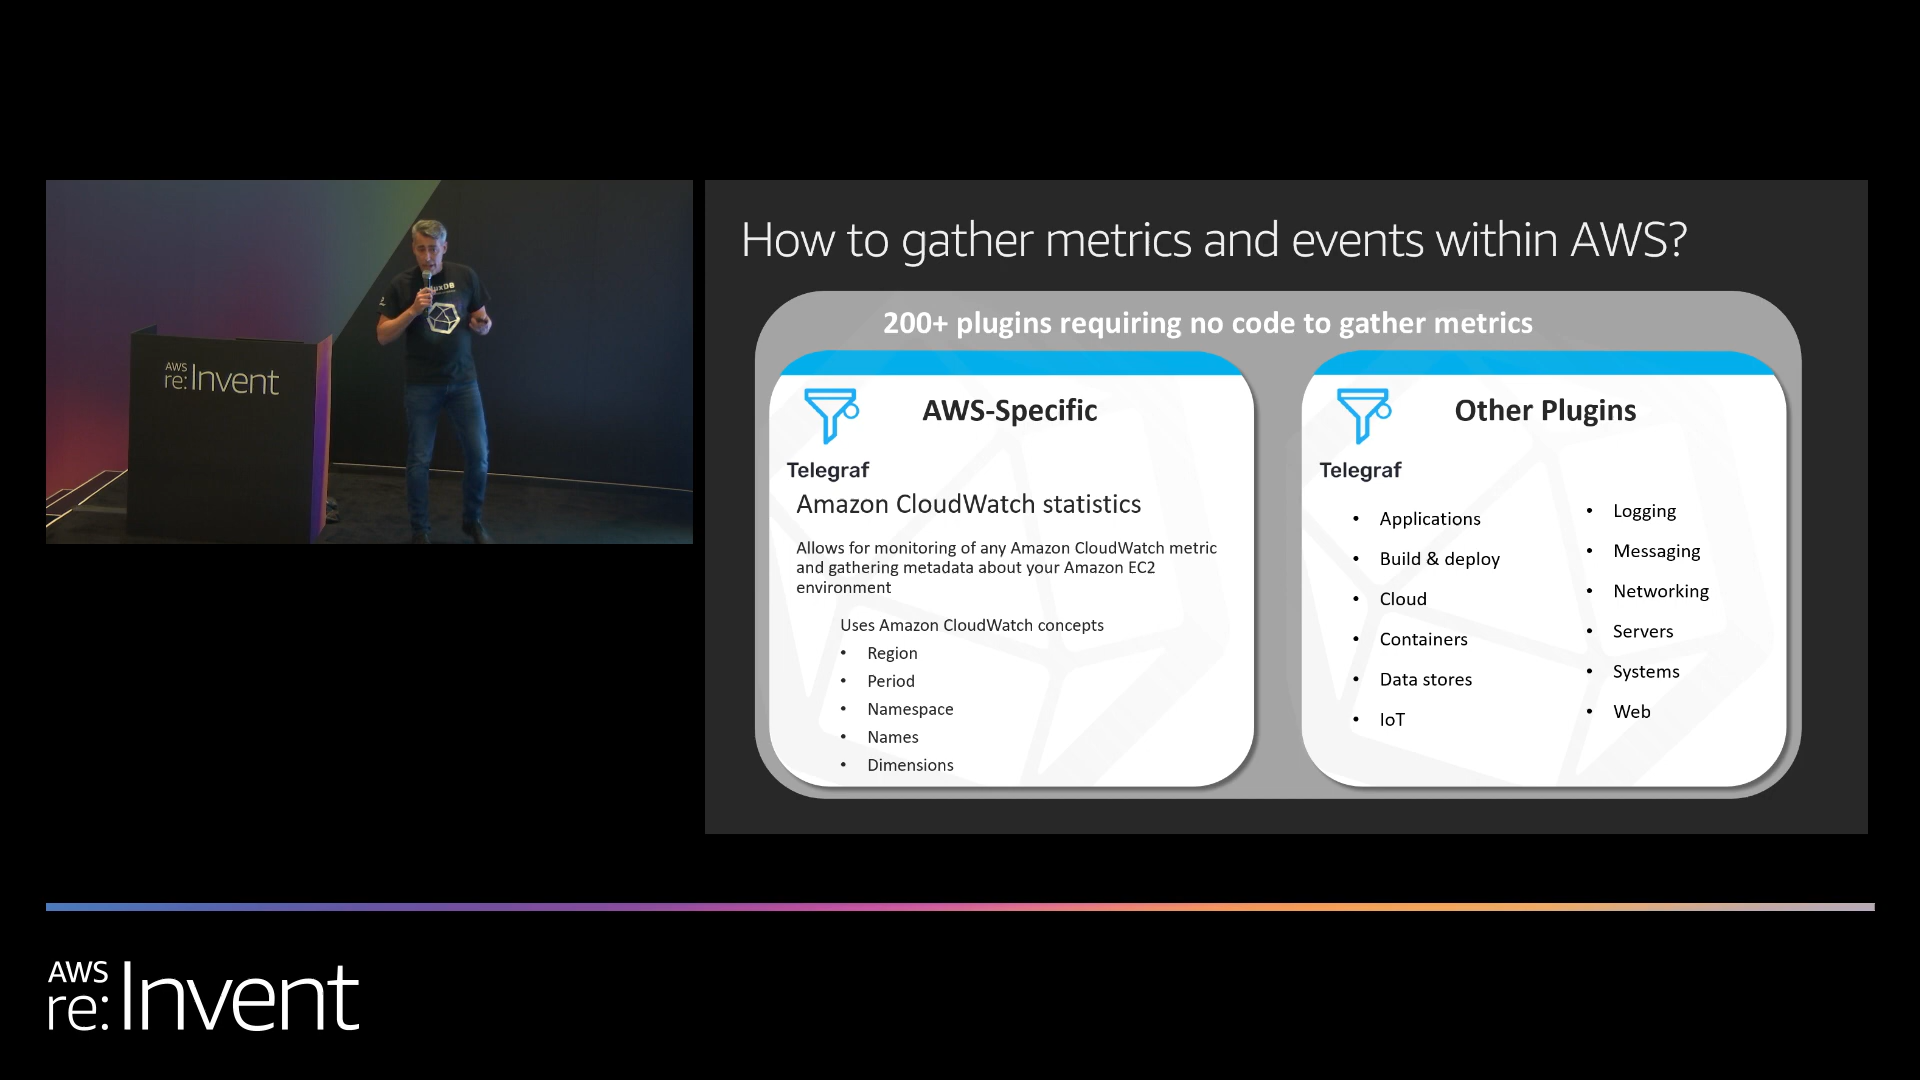 AWS
re:Invent
How to gather metrics and events within AWS?
200+ plugins requiring no code to gather metrics
AWS-Specific
Telegraf
Amazon CloudWatch statistics
Allows for monitoring of any Amazon CloudWatch metric
and gathering metadata about your Amazon EC2
environment
Uses Amazon CloudWatch concepts
• Region
• Period
• Namespace
• Names
• Dimensions
Other Plugins
Telegraf
• Applications
• Build & deploy
• Cloud
• Containers
• Data stores
• IoT
• Logging
• Messaging
• Networking
• Servers
• Systems
• Web
AWS
re:Invent